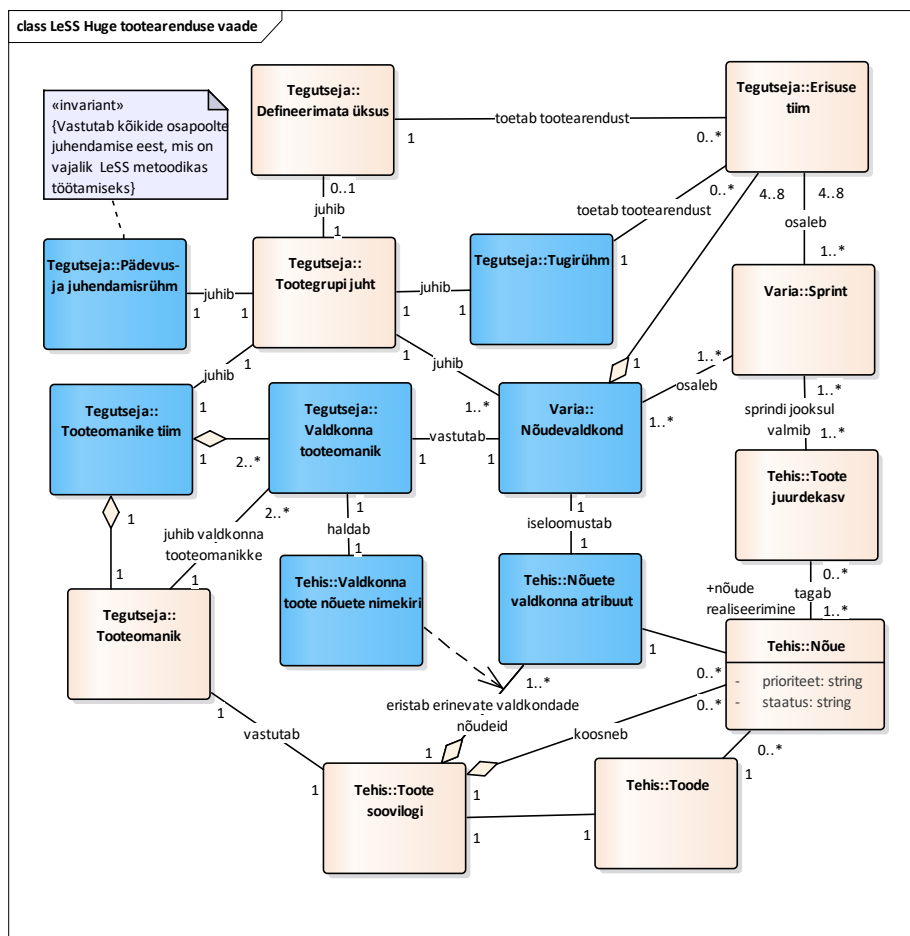 class LeSS Huge tootearenduse vaade
«invariant»
{Vastutab kõikide osapoolte
juhendamise eest, mis on
vajalik LeSS metoodikas
töötamiseks}
Tegutseja::
Defineerimata üksus
Tegutseja::Erisuse
tiim
toetab tootearendust
1
0..*
0..1
juhib
1
0..*
toetab tootearendust
4..8
4..8
osaleb
1..*
Tegutseja::Pädevus-
ja juhendamisrühm
juhib
1
1
Tegutseja::
Tootegrupi juht
juhib
1
1
Tegutseja::Tugirühm
1
Varia::Sprint
juhib
1
1
juhib
1
1..*
1
1..*
osaleb
1..*
1..*
sprindi jooksul
valmib
1..*
Tegutseja::
Tooteomanike tiim
1
2..*
Tegutseja::
Valdkonna
tooteomanik
vastutab
1
1
Varia::
Nõudevaldkond
Tehis::Toote
juurdekasv
1
1
juhib valdkonna
tooteomanikke
2..*
1
1
haldab
1
1
iseloomustab
1
Tegutseja::
Tooteomanik
Tehis::Valdkonna
toote nõuete nimekiri
Tehis::Nõuete
valdkonna atribuut
0..*
tagab
+nõude
realiseerimine
1..*
Tehis::Nõue
- prioriteet: string
- staatus: string
1
0..*
0..*
1..*
eristab erinevate valdkondade
nõudeid
1
koosneb
1
1
vastutab
1
Tehis::Toote
soovilogi
1
1
Tehis::Toode
0..*
1